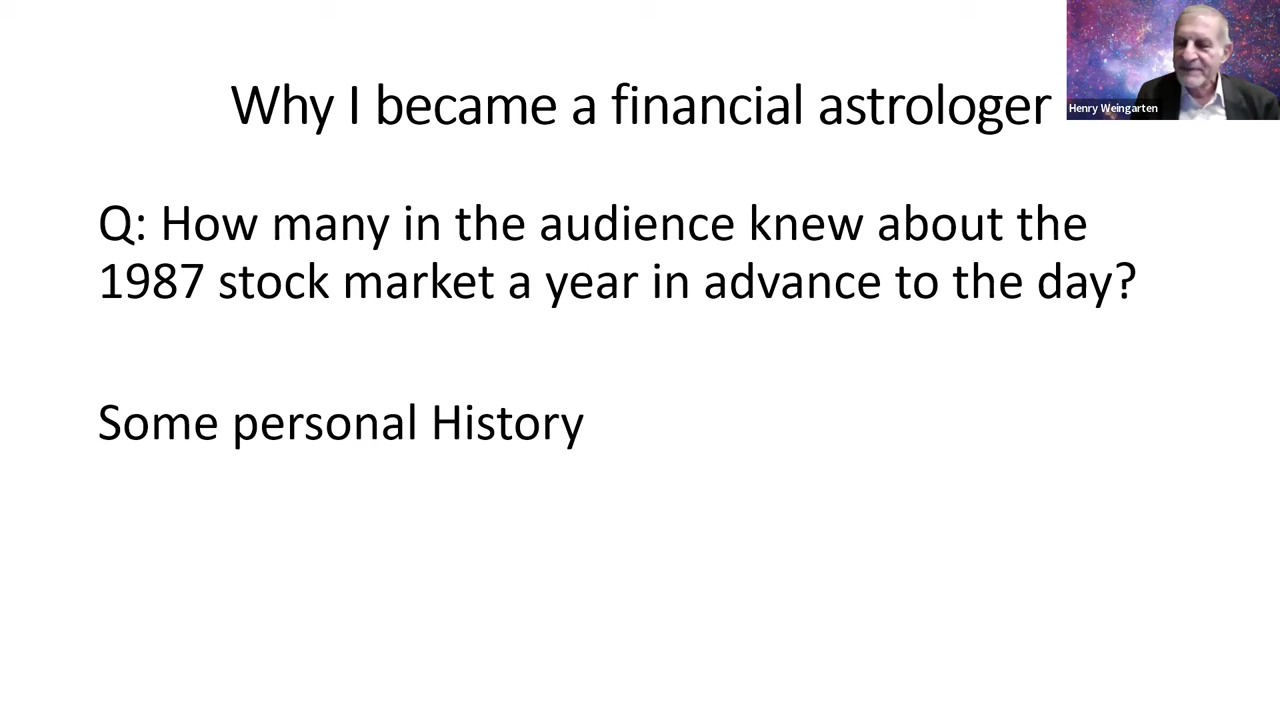 Why I became a financial astrologer
Henry Weingarten
Q: How many in the audience knew about the
1987 stock market a year in advance to the day?
Some personal History